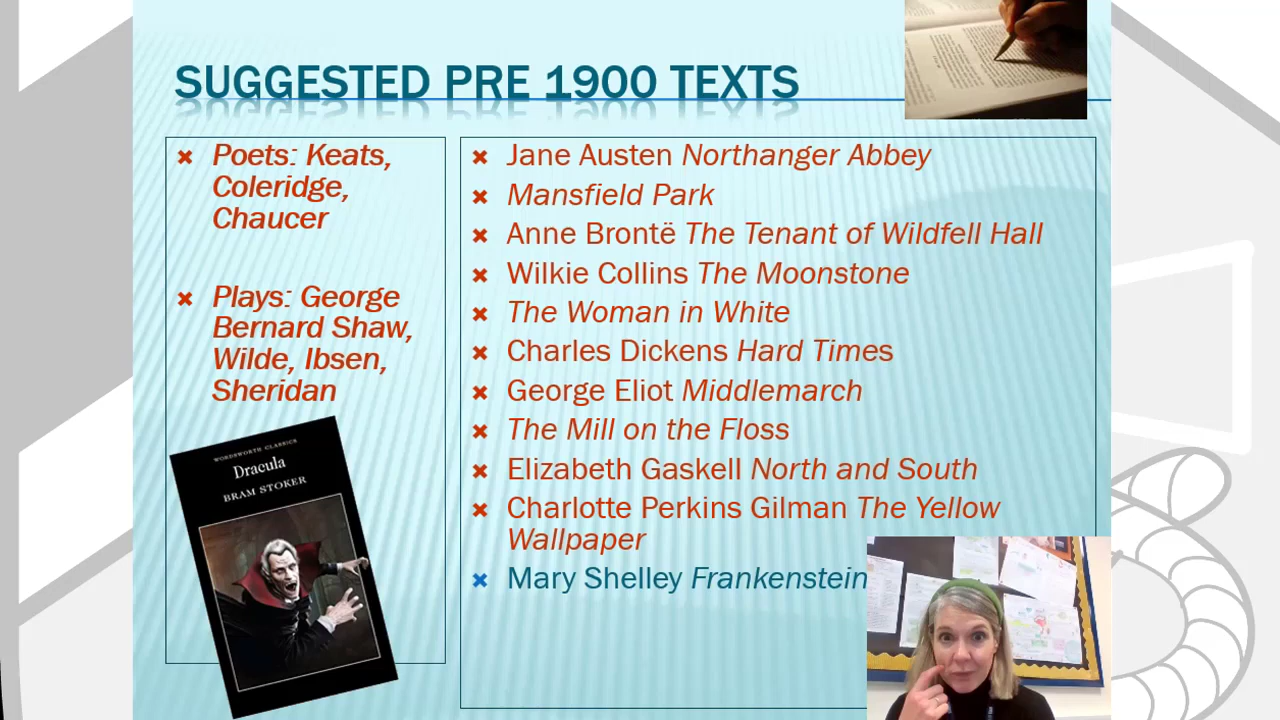 SUGGESTED PRE 1900 TEXTS
Poets: Keats,
Coleridge,
Chaucer
Plays: George
Bernard Shaw,
Wilde, Ibsen,
Sheridan
WORDSWORTH CLASSICS
Dracula
BRAM STOKER
Jane Austen Northanger Abbey
Mansfield Park
Anne Brontë The Tenant of Wildfell Hall
Wilkie Collins The Moonstone
The Woman in White
Charles Dickens Hard Times
George Eliot Middlemarch
The Mill on the Floss
Elizabeth Gaskell North and South
Charlotte Perkins Gilman The Yellow
Wallpaper
Mary Shelley Frankenstein